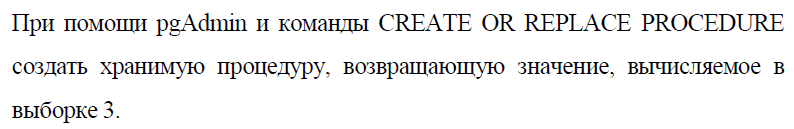 При помощи pgAdmin и команды CREATE OR REPLACE PROCEDURE
создать хранимую процедуру, возвращающую значение, вычисляемое в
выборке 3.